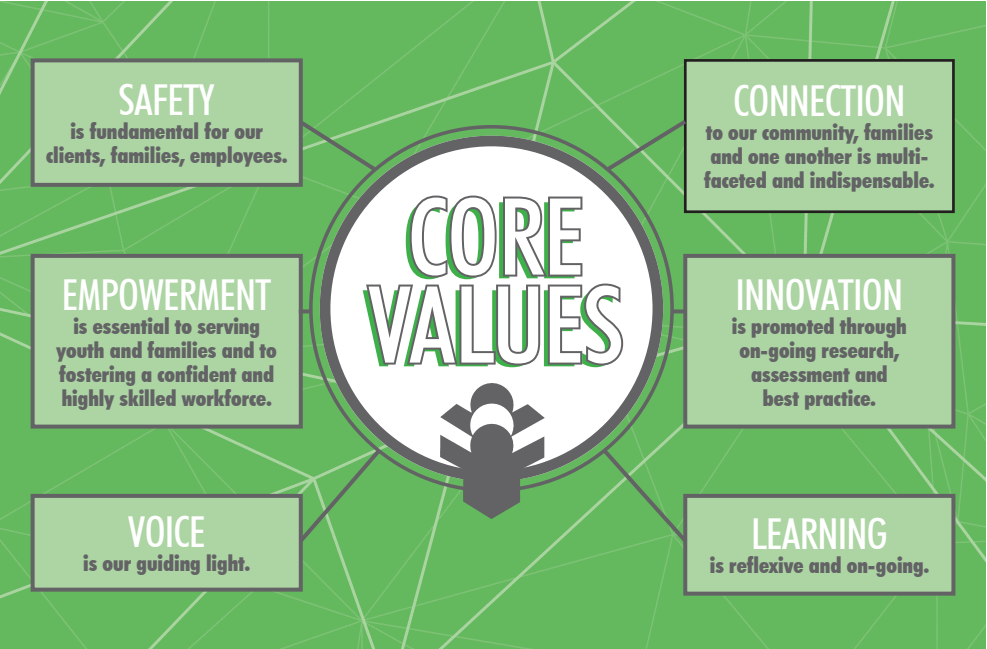 CORE
VALUES
SAFETY
is fundamental for our
clients, families, employees.
EMPOWERMENT
is essential to serving
youth and families and to
fostering a confident and
highly skilled workforce.
VOICE
is our guiding light.
CONNECTION
to our community, families
and one another is multi-
faceted and indispensable.
INNOVATION
is promoted through
on-going research,
assessment and
best practice.
LEARNING
is reflexive and on-going.